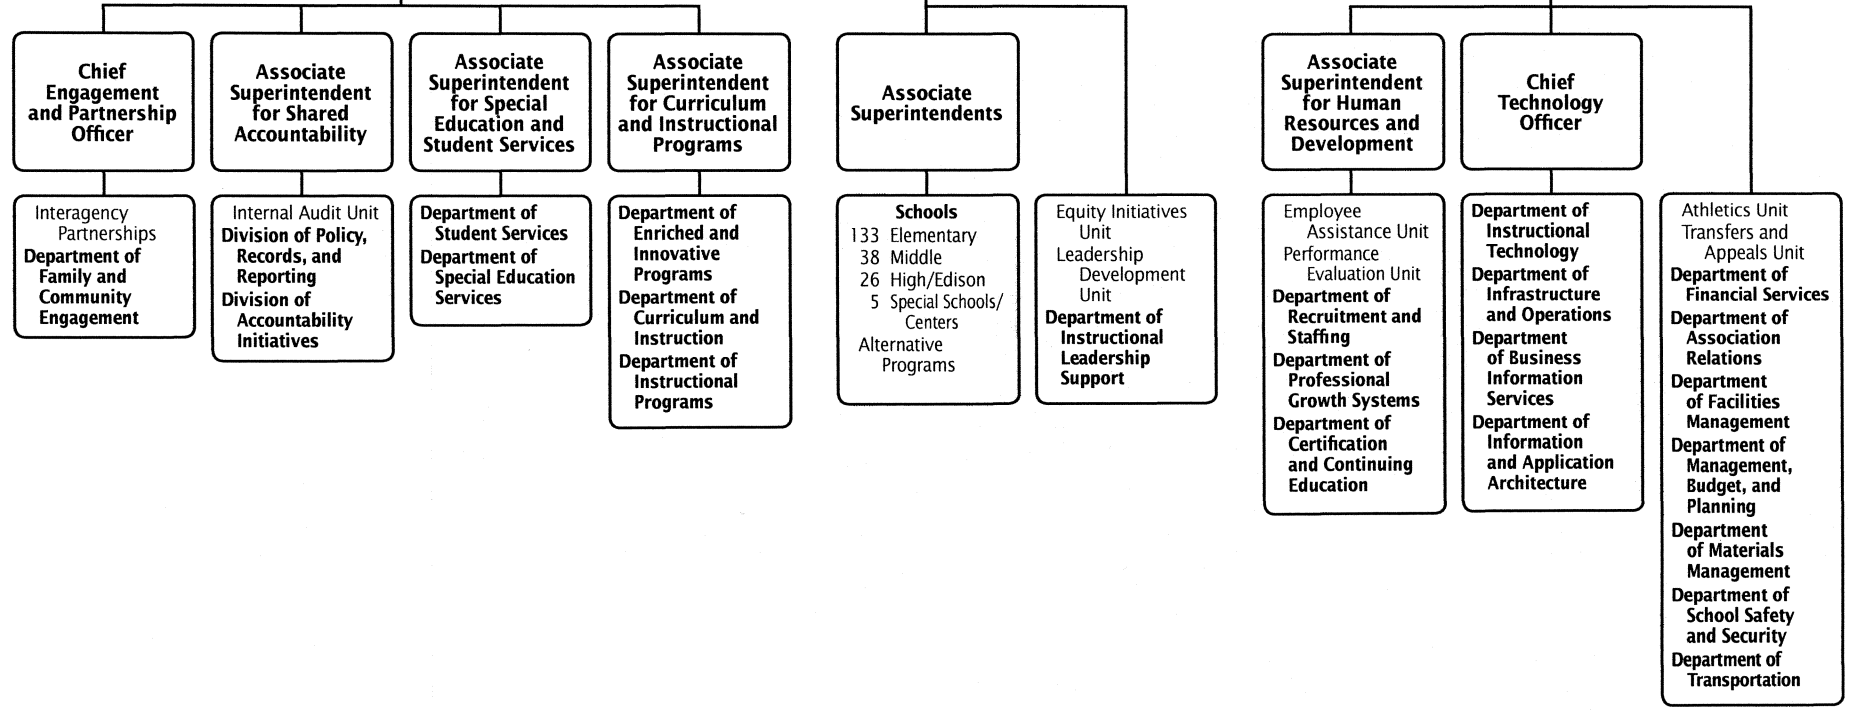 Chief
Engagement
and Partnership
Officer
Associate
Superintendent
for Shared
Accountability
Associate
Superintendent
for Special
Education and
Student Services
Associate
Superintendent
for Curriculum
and Instructional
Programs
Associate
Superintendents
Associate
Superintendent
for Human
Resources and
Development
Chief
Technology
Officer
Interagency
Partnerships
Department of
Family and
Community
Engagement
Internal Audit Unit
Division of Policy,
Records, and
Reporting
Division of
Accountability
Initiatives
Department of
Student Services
Department of
Special Education
Services
Department of
Enriched and
Innovative
Programs
Department of
Curriculum and
Instruction
Department of
Instructional
Programs
Schools
133 Elementary
38 Middle
26 High/Edison
5 Special Schools/
Centers
Alternative
Programs
Equity Initiatives
Unit
Leadership
Development
Unit
Department of
Instructional
Leadership
Support
Employee
Assistance Unit
Performance
Evaluation Unit
Department of
Recruitment and
Staffing
Department of
Professional
Growth Systems
Department of
Certification
and Continuing
Education
Department of
Instructional
Technology
Department of
Infrastructure
and Operations
Department
of Business
Information
Services
Department of
Information
and Application
Architecture
Athletics Unit
Transfers and
Appeals Unit
Department of
Financial Services
Department of
Association
Relations
Department
of Facilities
Management
Department of
Management,
Budget, and
Planning
Department
of Materials
Management
Department of
School Safety
and Security
Department of
Transportation